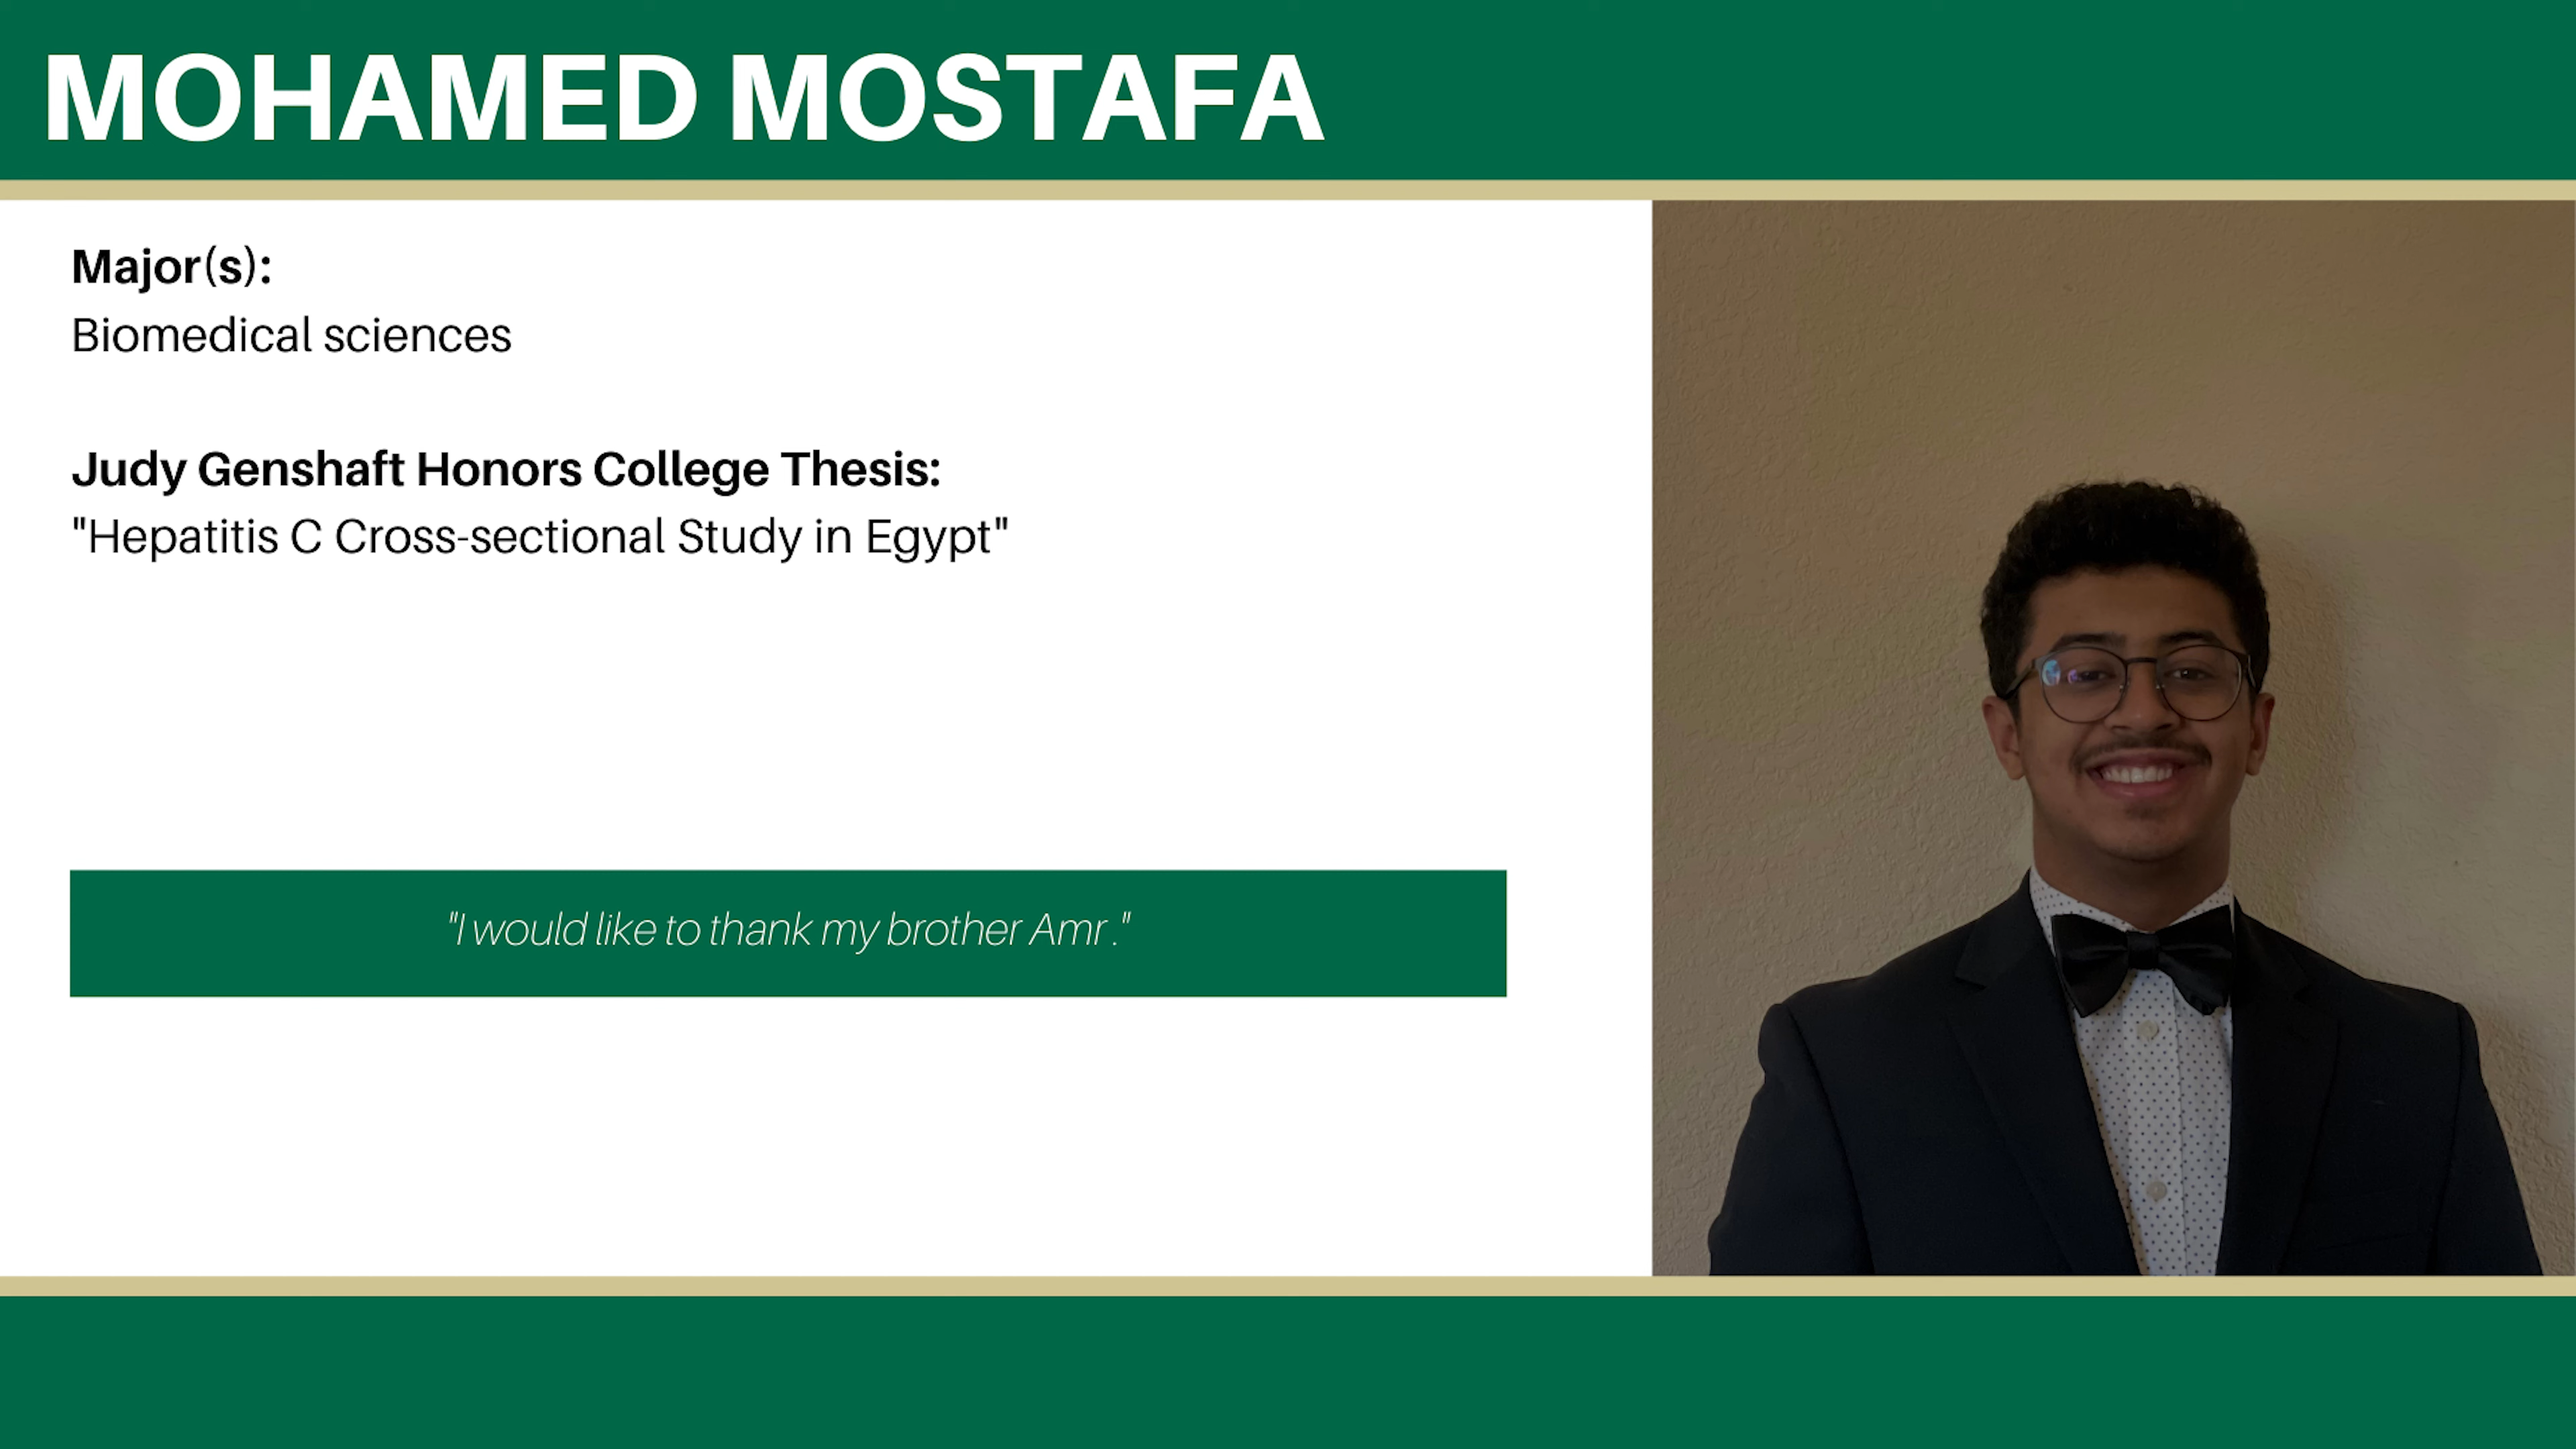 MOHAMED MOSTAFA
Major(s):
Biomedical sciences
Judy Genshaft Honors College Thesis:
"Hepatitis C Cross-sectional Study in Egypt"
"I would like to thank my brother Amr."